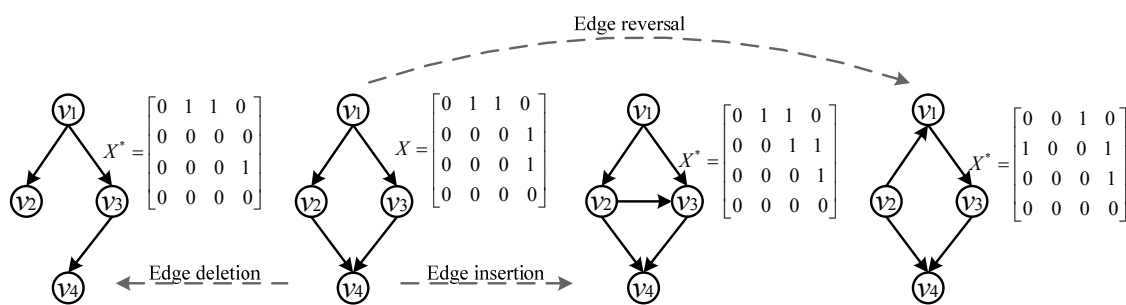 Edge reversal
v1
v2
v3
v4
X* = [0 1 1 0
0 0 0 0
0 0 0 1
0 0 0 0]
v1
v2
v3
v4
X = [0 1 1 0
0 0 0 1
0 0 0 1
0 0 0 0]
v1
v2
v3
v4
X* = [0 1 1 0
0 0 1 1
0 0 0 1
0 0 0 0]
v1
v2
v3
v4
X* = [0 0 1 0
1 0 0 1
0 0 0 1
0 0 0 0]
Edge deletion
Edge insertion